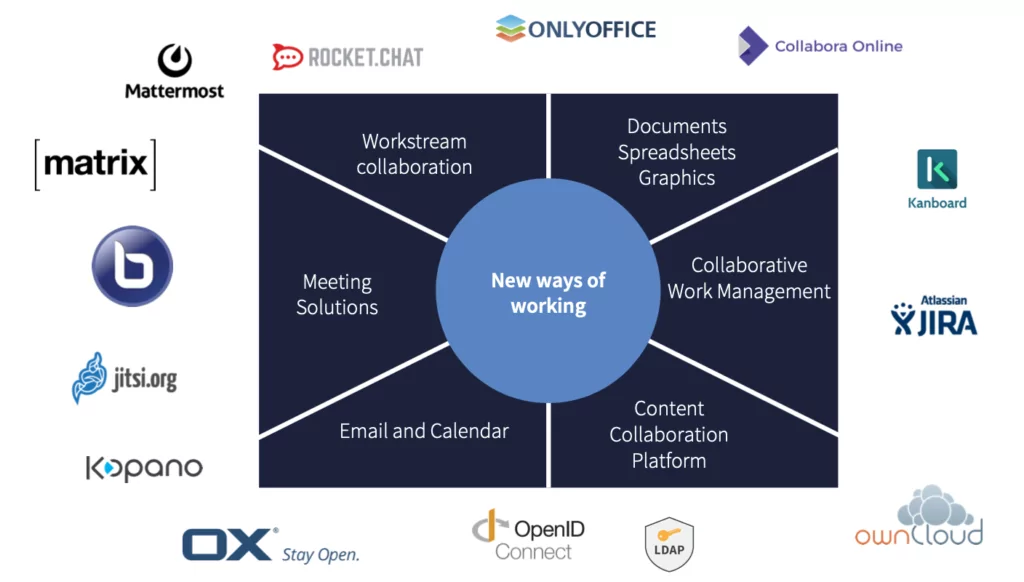 ONLYOFFICE
Collabora Online
ROCKET.CHAT
Mattermost
[matrix]
b
jitsi.org
Kopano
OX® Stay Open.
OpenID
Connect
LDAP
ownCloud
Atlassian
JIRA
K
Kanboard
Workstream
collaboration
Documents
Spreadsheets
Graphics
Meeting
Solutions
New ways of
working
Collaborative
Work Management
Email and Calendar
Content
Collaboration
Platform